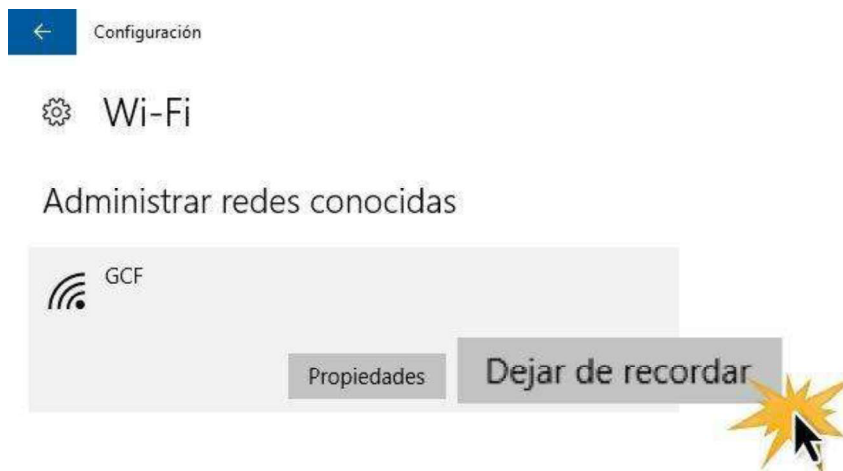 Configuración
Wi-Fi
Administrar redes conocidas
GCF
Propiedades
Dejar de recordar